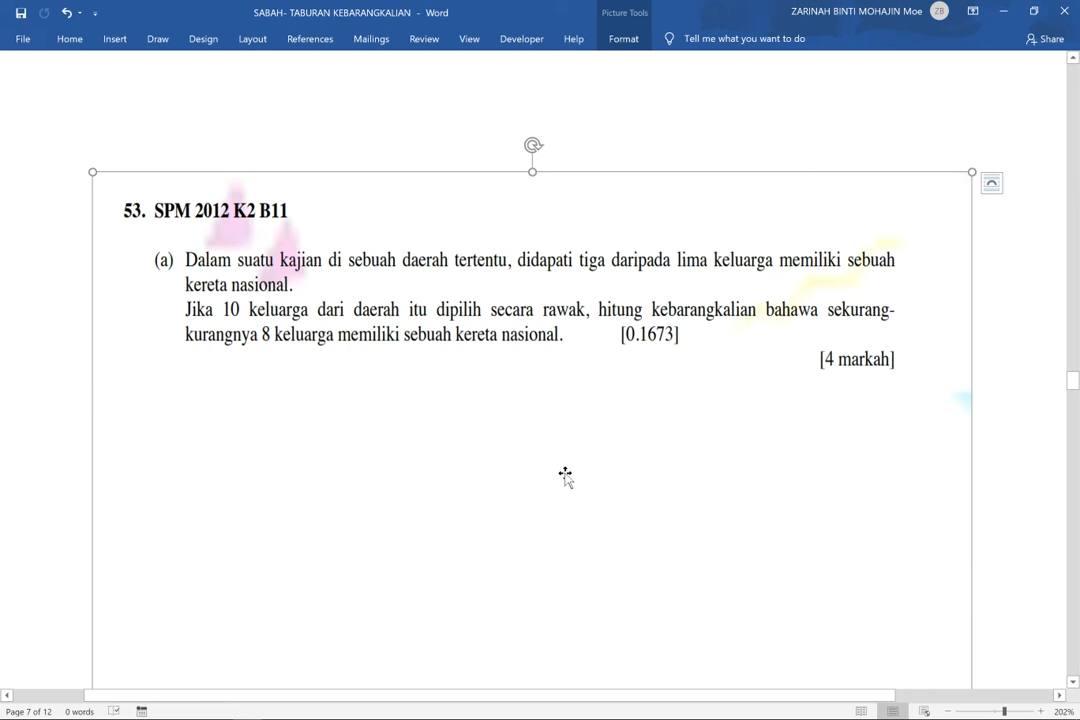 SABAH- TABURAN KEBARANGKALIAN - Word
Picture Tools
ZARINAH BINTI MOHAJIN Moe
ZB
File Home Insert Draw Design Layout References Mailings Review View Developer Help Format Tell me what you want to do Share
53. SPM 2012 K2 B11
(a) Dalam suatu kajian di sebuah daerah tertentu, didapati tiga daripada lima keluarga memiliki sebuah
kereta nasional.
Jika 10 keluarga dari daerah itu dipilih secara rawak, hitung kebarangkalian bahawa sekurang-
kurangnya 8 keluarga memiliki sebuah kereta nasional. [0.1673]
[4 markah]
Page 7 of 12 0 words 202%